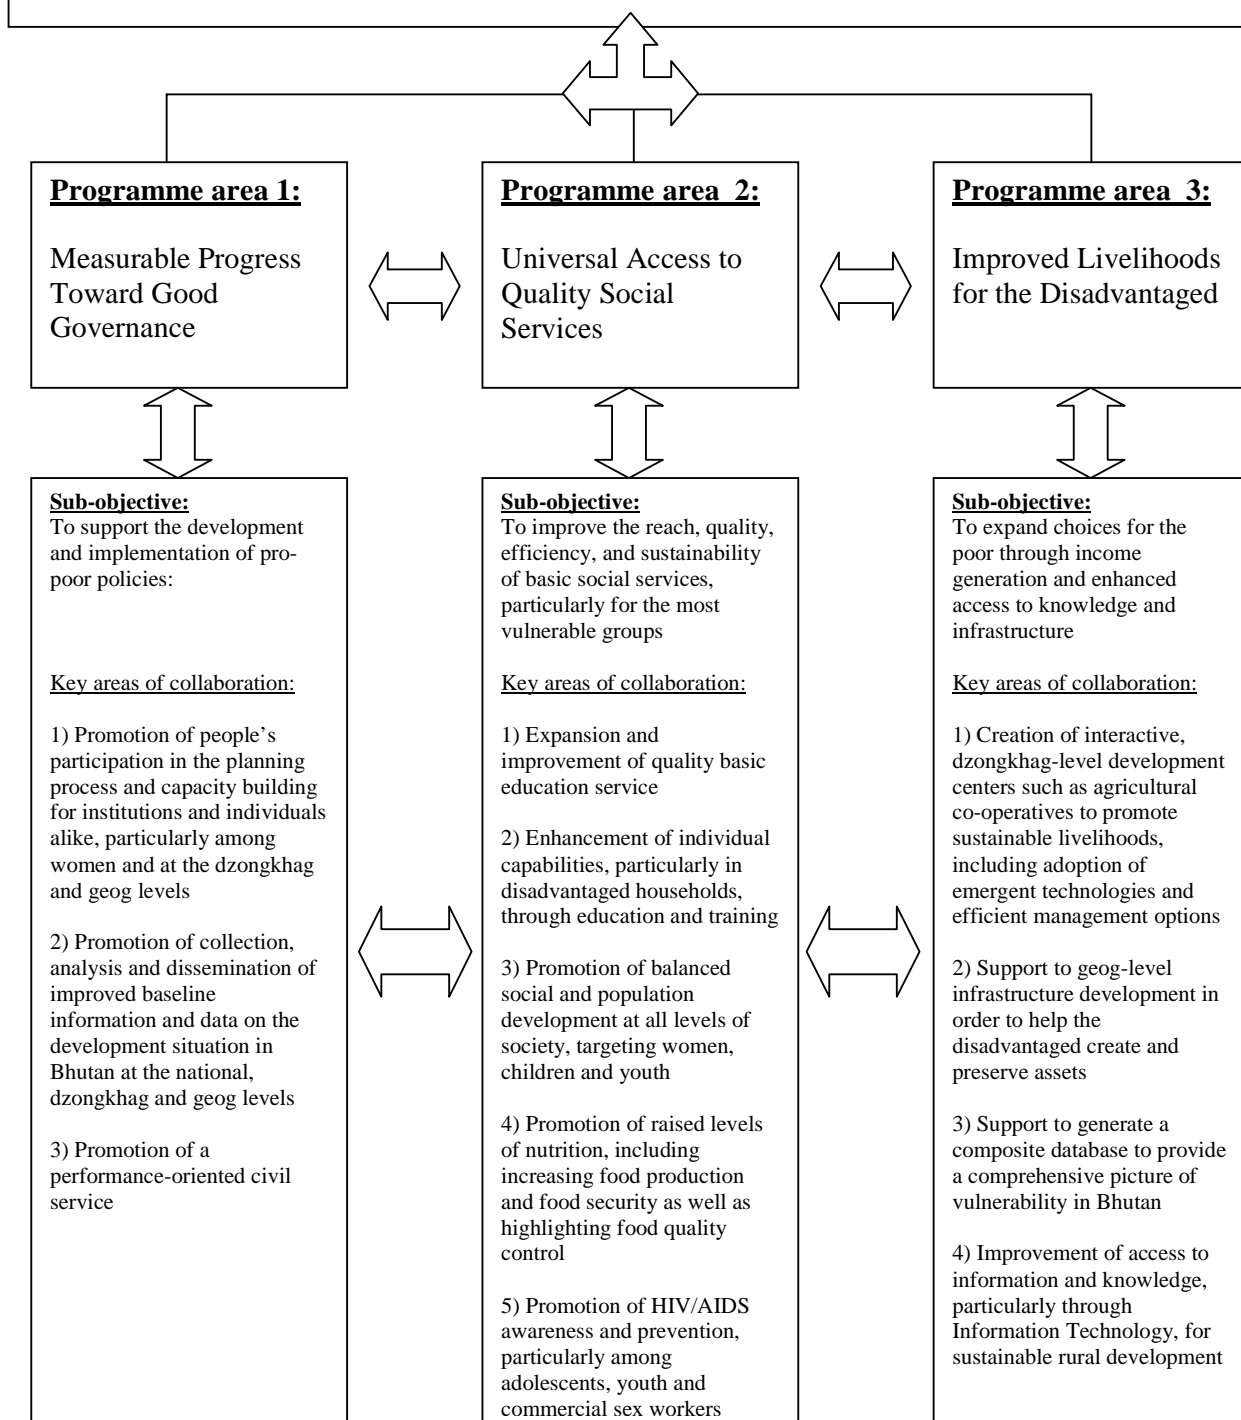 Programme area 1:
Measurable Progress
Toward Good
Governance
Programme area  2:
Universal Access to
Quality Social
Services
Programme area  3:
Improved Livelihoods
for the Disadvantaged
Sub-objective:
To support the development
and implementation of pro-
poor policies:
Key areas of collaboration:
1) Promotion of people's
participation in the planning
process and capacity building
for institutions and individuals
alike, particularly among
women and at the dzongkhag
and geog levels
2) Promotion of collection,
analysis and dissemination of
improved baseline
information and data on the
development situation in
Bhutan at the national,
dzongkhag and geog levels
3) Promotion of a
performance-oriented civil
service
Sub-objective:
To improve the reach, quality,
efficiency, and sustainability
of basic social services,
particularly for the most
vulnerable groups
Key areas of collaboration:
1) Expansion and
improvement of quality basic
education service
2) Enhancement of individual
capabilities, particularly in
disadvantaged households,
through education and training
3) Promotion of balanced
social and population
development at all levels of
society, targeting women,
children and youth
4) Promotion of raised levels
of nutrition, including
increasing food production
and food security as well as
highlighting food quality
control
5) Promotion of HIV/AIDS
awareness and prevention,
particularly among
adolescents, youth and
commercial sex workers
Sub-objective:
To expand choices for the
poor through income
generation and enhanced
access to knowledge and
infrastructure
Key areas of collaboration:
1) Creation of interactive,
dzongkhag-level development
centers such as agricultural
co-operatives to promote
sustainable livelihoods,
including adoption of
emergent technologies and
efficient management options
2) Support to geog-level
infrastructure development in
order to help the
disadvantaged create and
preserve assets
3) Support to generate a
composite database to provide
a comprehensive picture of
vulnerability in Bhutan
4) Improvement of access to
information and knowledge,
particularly through
Information Technology, for
sustainable rural development